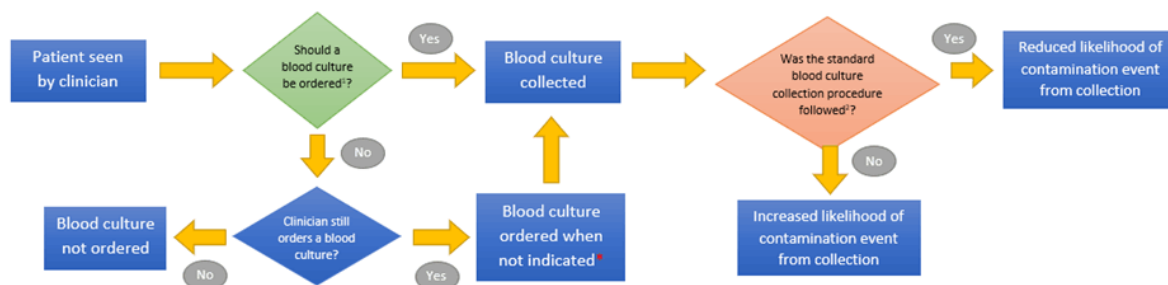 Patient seen
by clinician
Should a
blood culture
be ordered¹?
Yes
Blood culture
collected
Was the standard
blood culture
collection procedure
followed²?
Yes
Reduced likelihood of
contamination event
from collection
No
No
Blood culture
not ordered
No
Clinician still
orders a blood
culture?
Yes
Blood culture
ordered when
not indicated*
Increased likelihood of
contamination event
from collection